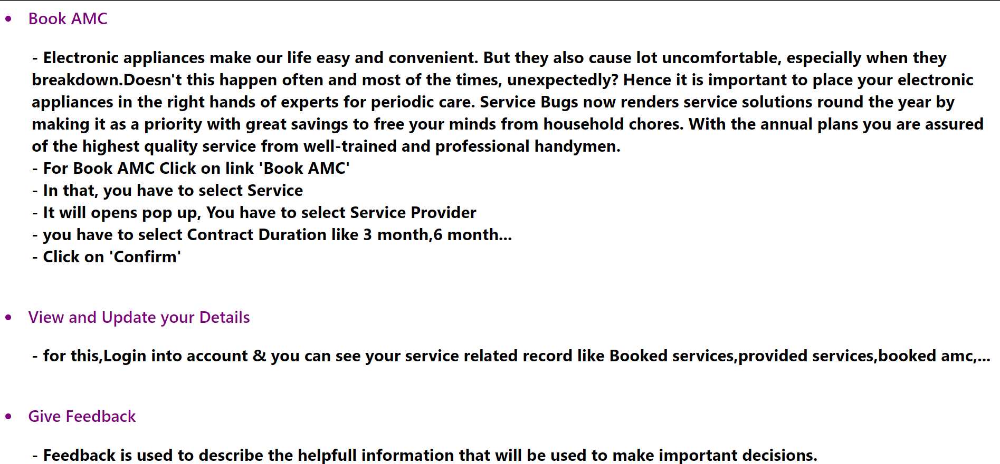 • Book AMC
- Electronic appliances make our life easy and convenient. But they also cause lot uncomfortable, especially when they
breakdown.Doesn't this happen often and most of the times, unexpectedly? Hence it is important to place your electronic
appliances in the right hands of experts for periodic care. Service Bugs now renders service solutions round the year by
making it as a priority with great savings to free your minds from household chores. With the annual plans you are assured
of the highest quality service from well-trained and professional handymen.
- For Book AMC Click on link 'Book AMC'
- In that, you have to select Service
- It will opens pop up, You have to select Service Provider
- you have to select Contract Duration like 3 month,6 month...
- Click on 'Confirm'
• View and Update your Details
- for this,Login into account & you can see your service related record like Booked services,provided services,booked amc,...
• Give Feedback
- Feedback is used to describe the helpfull information that will be used to make important decisions.